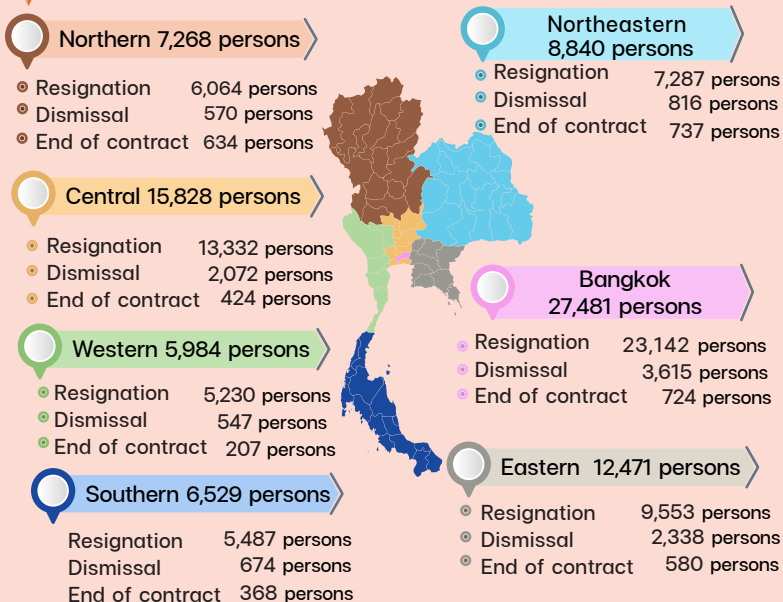 Northern 7,268 persons
Resignation 6,064 persons
Dismissal 570 persons
End of contract 634 persons
Central 15,828 persons
Resignation 13,332 persons
Dismissal 2,072 persons
End of contract 424 persons
Western 5,984 persons
Resignation 5,230 persons
Dismissal 547 persons
End of contract 207 persons
Southern 6,529 persons
Resignation 5,487 persons
Dismissal 674 persons
End of contract 368 persons
Northeastern
8,840 persons
Resignation 7,287 persons
Dismissal 816 persons
End of contract 737 persons
Bangkok
27,481 persons
Resignation 23,142 persons
Dismissal 3,615 persons
End of contract 724 persons
Eastern 12,471 persons
Resignation 9,553 persons
Dismissal 2,338 persons
End of contract 580 persons